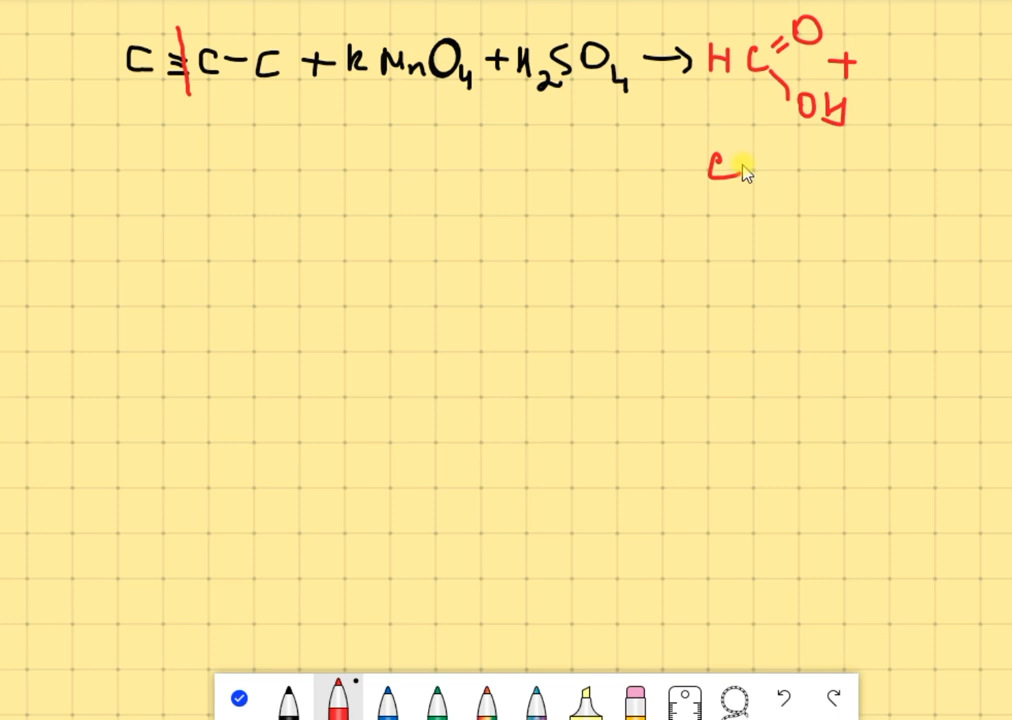 C≡C-C + KMnO4 + H2SO4 → HC=O +
OH
C